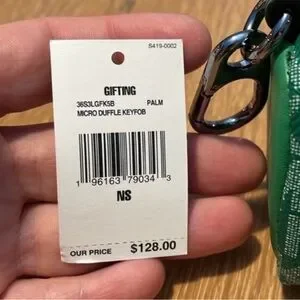 S419-0002
GIFTING
36S3LGFK5B PALM
MICRO DUFFLE KEYFOB
1 96163 79034 3
NS
OUR PRICE $128.00